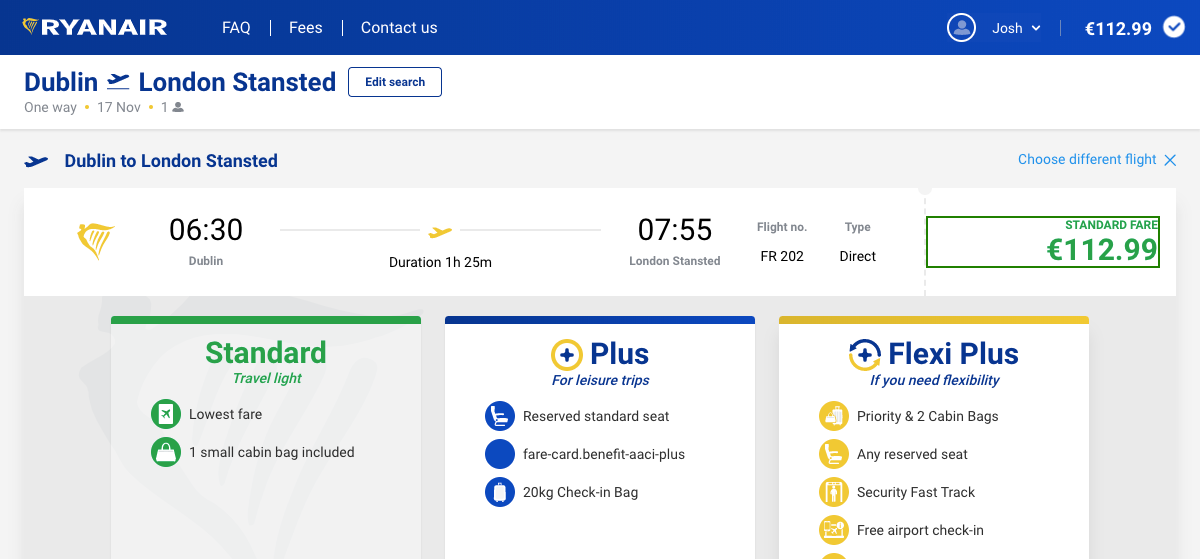 RYANAIR FAQ Fees Contact us Josh €112.99
Dublin London Stansted Edit search
One way • 17 Nov • 1
Dublin to London Stansted Choose different flight
06:30 07:55 Flight no. Type STANDARD FARE
Dublin Duration 1h 25m London Stansted FR 202 Direct €112.99
Standard
Travel light
Lowest fare
1 small cabin bag included
Plus
For leisure trips
Reserved standard seat
fare-card.benefit-aaci-plus
20kg Check-in Bag
Flexi Plus
If you need flexibility
Priority & 2 Cabin Bags
Any reserved seat
Security Fast Track
Free airport check-in